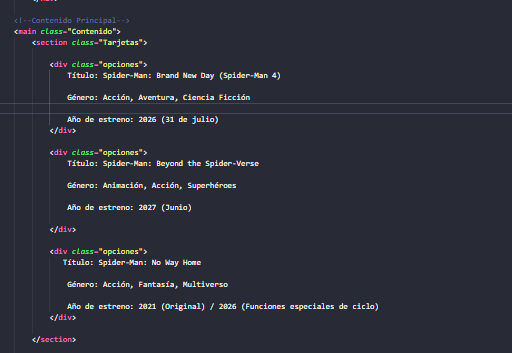 <!--Contenido Principal-->
<main class="Contenido">
<section class="Tarjetas">
<div class="opciones">
Título: Spider-Man: Brand New Day (Spider-Man 4)
Género: Acción, Aventura, Ciencia Ficción
Año de estreno: 2026 (31 de julio)
</div>
<div class="opciones">
Título: Spider-Man: Beyond the Spider-Verse
Género: Animación, Acción, Superhéroes
Año de estreno: 2027 (Junio)
</div>
<div class="opciones">
Título: Spider-Man: No Way Home
Género: Acción, Fantasía, Multiverso
Año de estreno: 2021 (Original) / 2026 (Funciones especiales de ciclo)
</div>
</section>